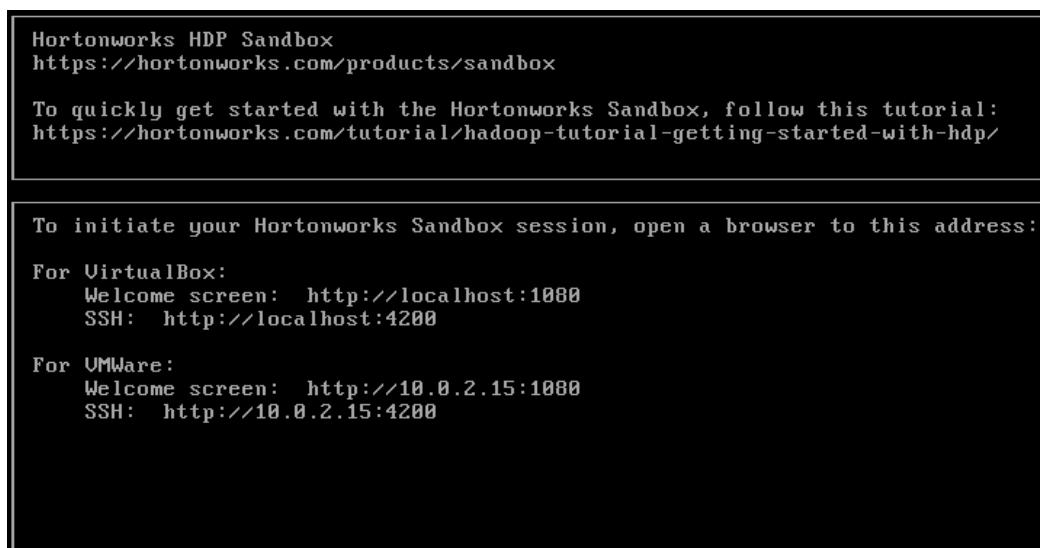 Hortonworks HDP Sandbox
https://hortonworks.com/products/sandbox
To quickly get started with the Hortonworks Sandbox, follow this tutorial:
https://hortonworks.com/tutorial/hadoop-tutorial-getting-started-with-hdp/
To initiate your Hortonworks Sandbox session, open a browser to this address:
For VirtualBox:
Welcome screen: http://localhost:1080
SSH: http://localhost:4200
For VMWare:
Welcome screen: http://10.0.2.15:1080
SSH: http://10.0.2.15:4200